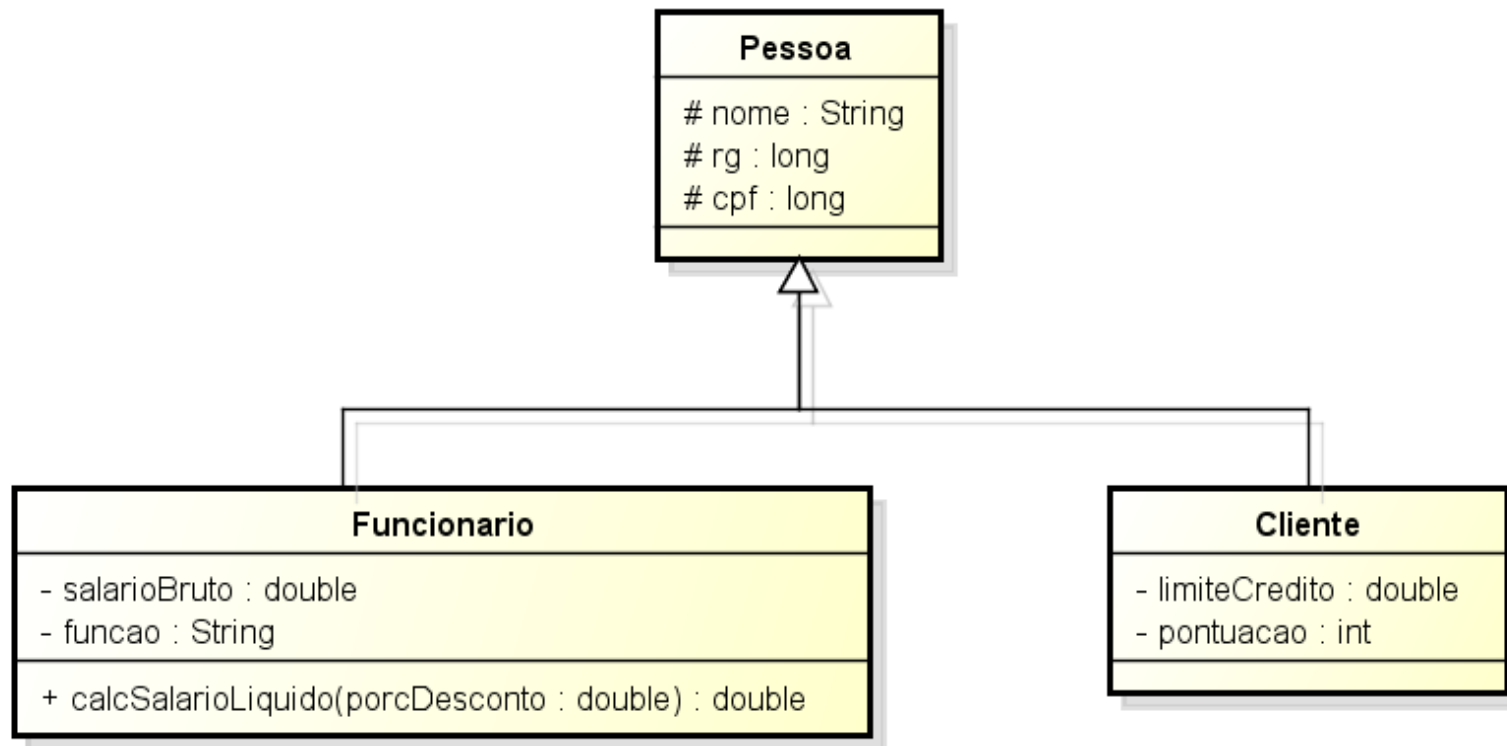 Pessoa
# nome : String
# rg : long
# cpf : long
Funcionario
- salarioBruto : double
- funcao : String
+ calcSalarioLiquido(porcDesconto : double) : double
Cliente
- limiteCredito : double
- pontuacao : int